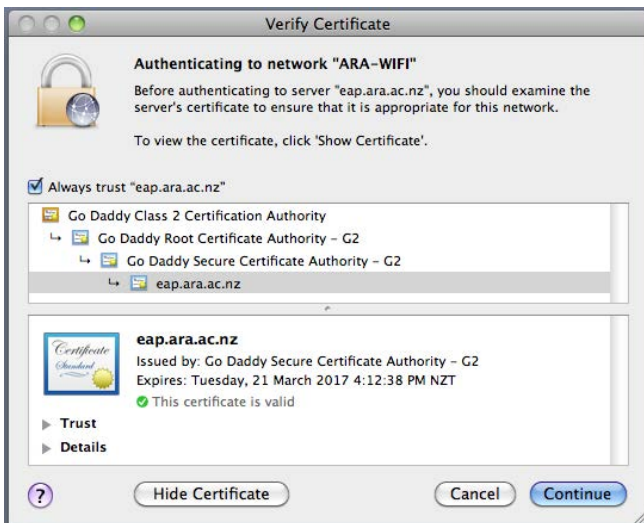 Verify Certificate
Authenticating to network "ARA-WIFI"
Before authenticating to server "eap.ara.ac.nz", you should examine the
server's certificate to ensure that it is appropriate for this network.
To view the certificate, click 'Show Certificate'.
Always trust "eap.ara.ac.nz"
Go Daddy Class 2 Certification Authority
Go Daddy Root Certificate Authority – G2
Go Daddy Secure Certificate Authority – G2
eap.ara.ac.nz
Certificate
Standard
eap.ara.ac.nz
Issued by: Go Daddy Secure Certificate Authority – G2
Expires: Tuesday, 21 March 2017 4:12:38 PM NZT
This certificate is valid
Trust
Details
? Hide Certificate Cancel Continue